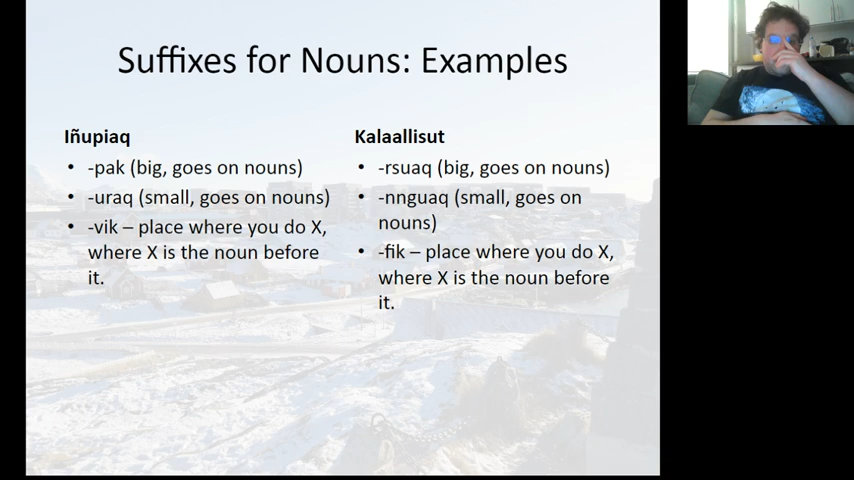 Suffixes for Nouns: Examples
Iñupiaq
• -pak (big, goes on nouns)
• -uraq (small, goes on nouns)
• -vik – place where you do X,
where X is the noun before
it.
Kalaallisut
• -rsuaq (big, goes on nouns)
• -nnguaq (small, goes on
nouns)
• -fik – place where you do X,
where X is the noun before
it.